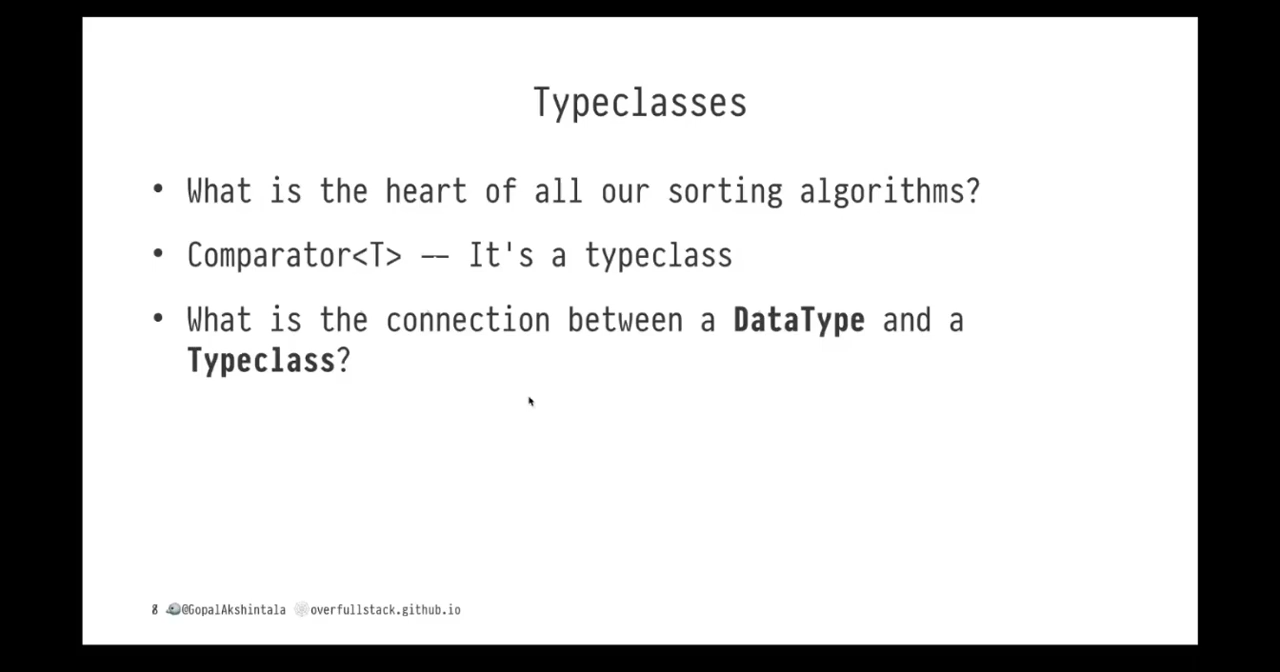 Typeclasses
• What is the heart of all our sorting algorithms?
• Comparator<T> –– It's a typeclass
• What is the connection between a DataType and a
Typeclass?
8 @GopalAkshintala overfullstack.github.io